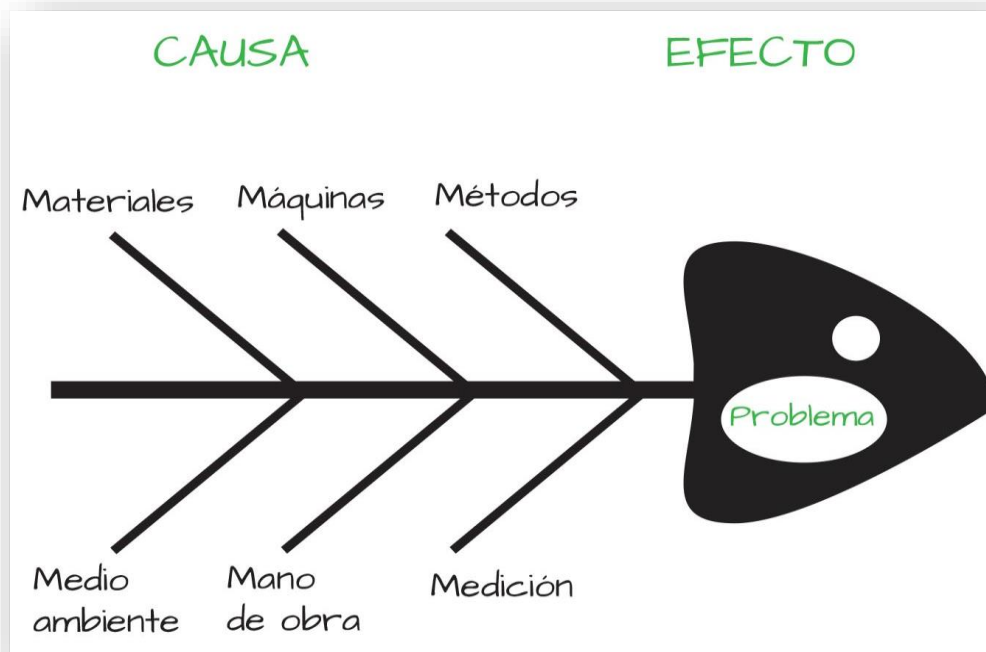 CAUSA
EFECTO
Materiales
Máquinas
Métodos
Problema
Medio
ambiente
Mano
de obra
Medición